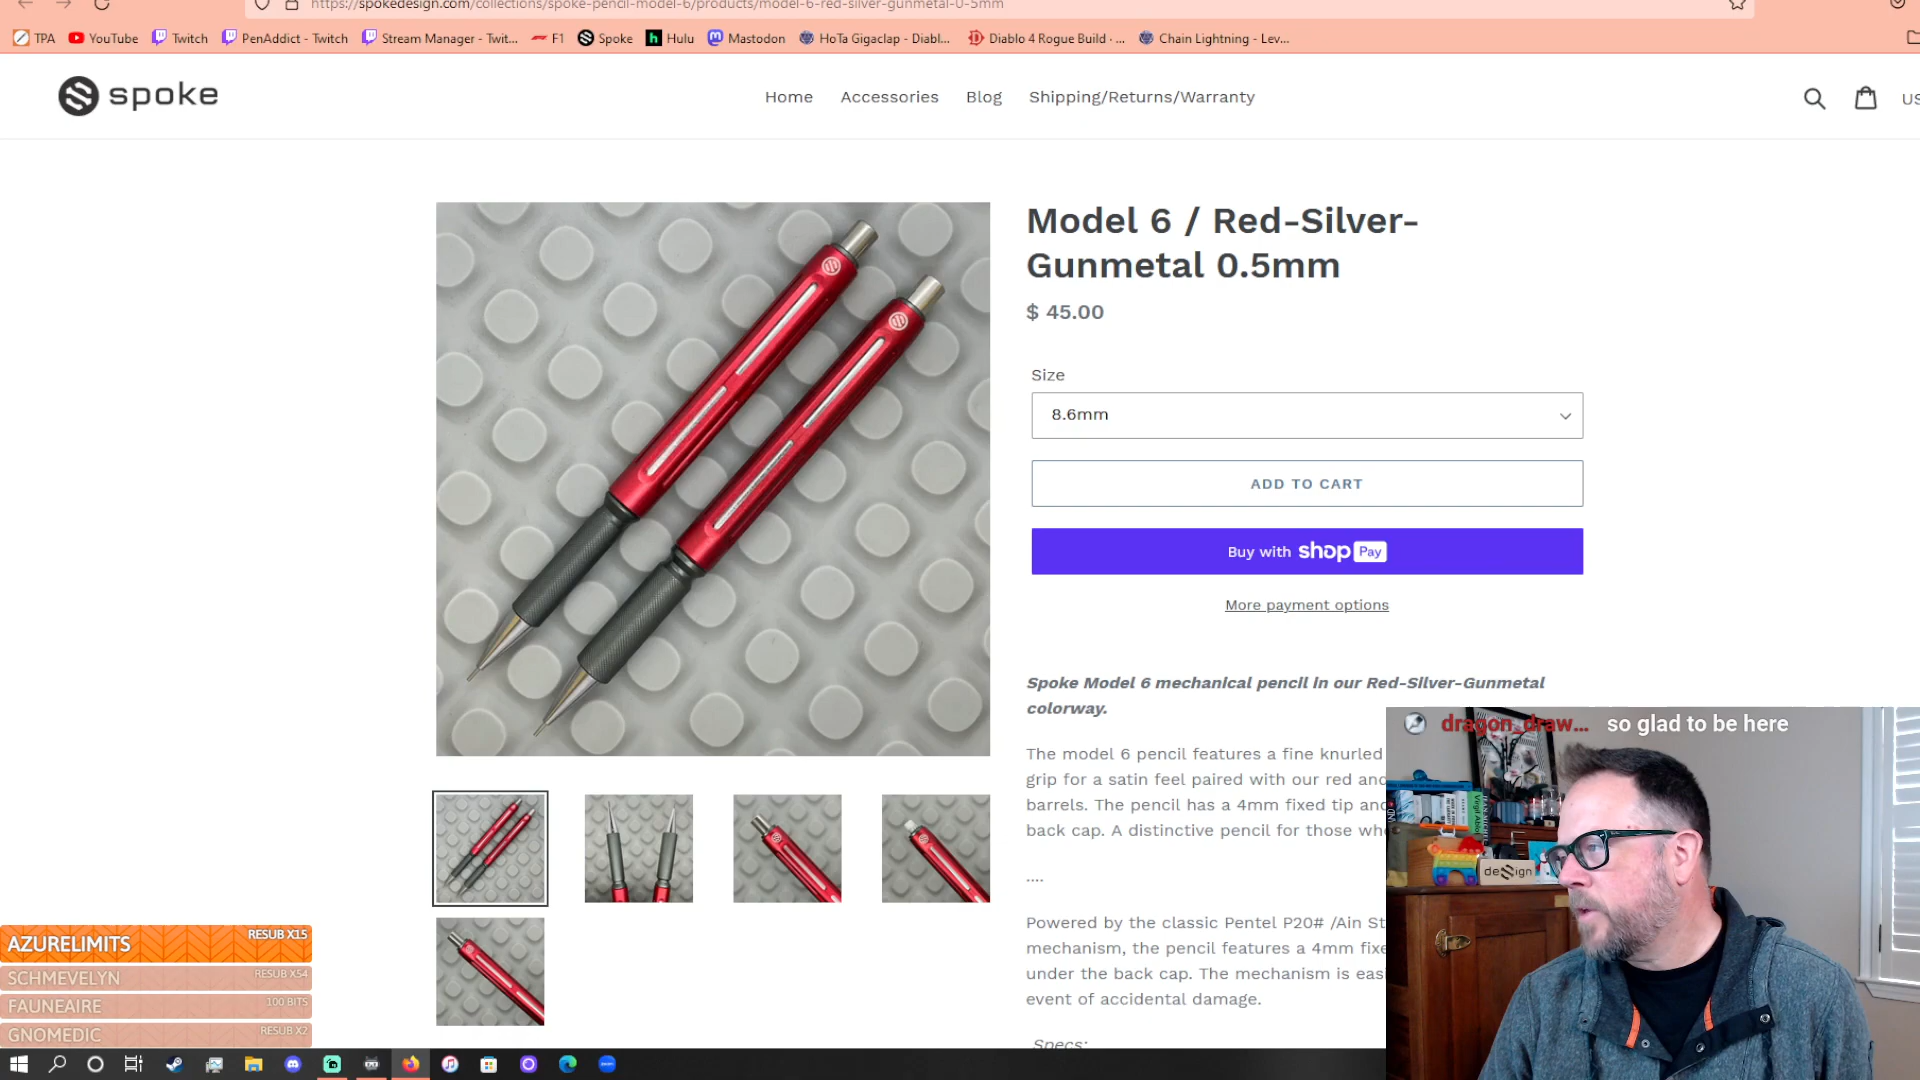 https://spokedesign.com/collections/spoke-pencil-model-6/products/model-6-red-silver-gunmetal-0-5mm
TPA YouTube Twitch PenAddict - Twitch Stream Manager - Twit... F1 Spoke Hulu Mastodon HoTa Gigaclap - Diabl... Diablo 4 Rogue Build - ... Chain Lightning - Lev...
spoke
Home Accessories Blog Shipping/Returns/Warranty
US
Model 6 / Red-Silver-
Gunmetal 0.5mm
$ 45.00
Size
8.6mm
ADD TO CART
Buy with shop Pay
More payment options
Spoke Model 6 mechanical pencil in our Red-Silver-Gunmetal
colorway.
The model 6 pencil features a fine knurled
grip for a satin feel paired with our red and
barrels. The pencil has a 4mm fixed tip and
back cap. A distinctive pencil for those wh
....
Powered by the classic Pentel P20# /Ain St
mechanism, the pencil features a 4mm fixe
under the back cap. The mechanism is eas
event of accidental damage.
Specs:
dragon_draw... so glad to be here
Virgil Abloh
deSSign
AZURELIMITS RESUB X15
SCHMEVELYN RESUB X54
FAUNEAIRE 100 BITS
GNOMEDIC RESUB X2